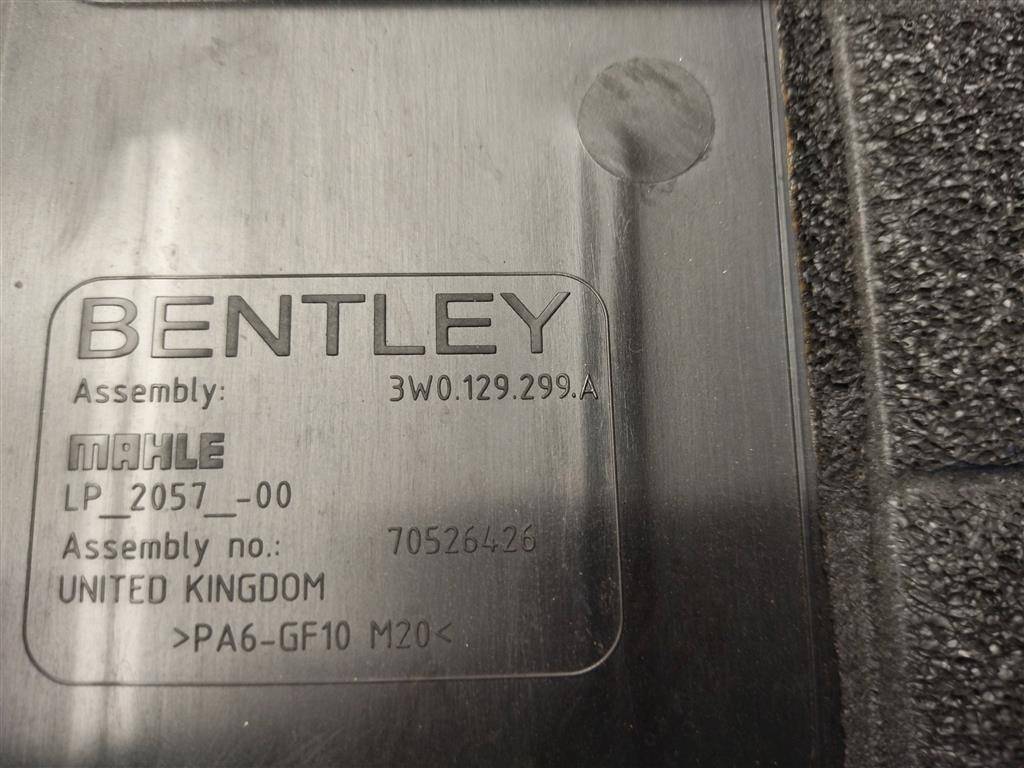 BENTLEY
Assembly: 3W0.129.299.A
MAHLE
LP_2057_-00
Assembly no.: 70526426
UNITED KINGDOM
>PA6-GF10 M20<